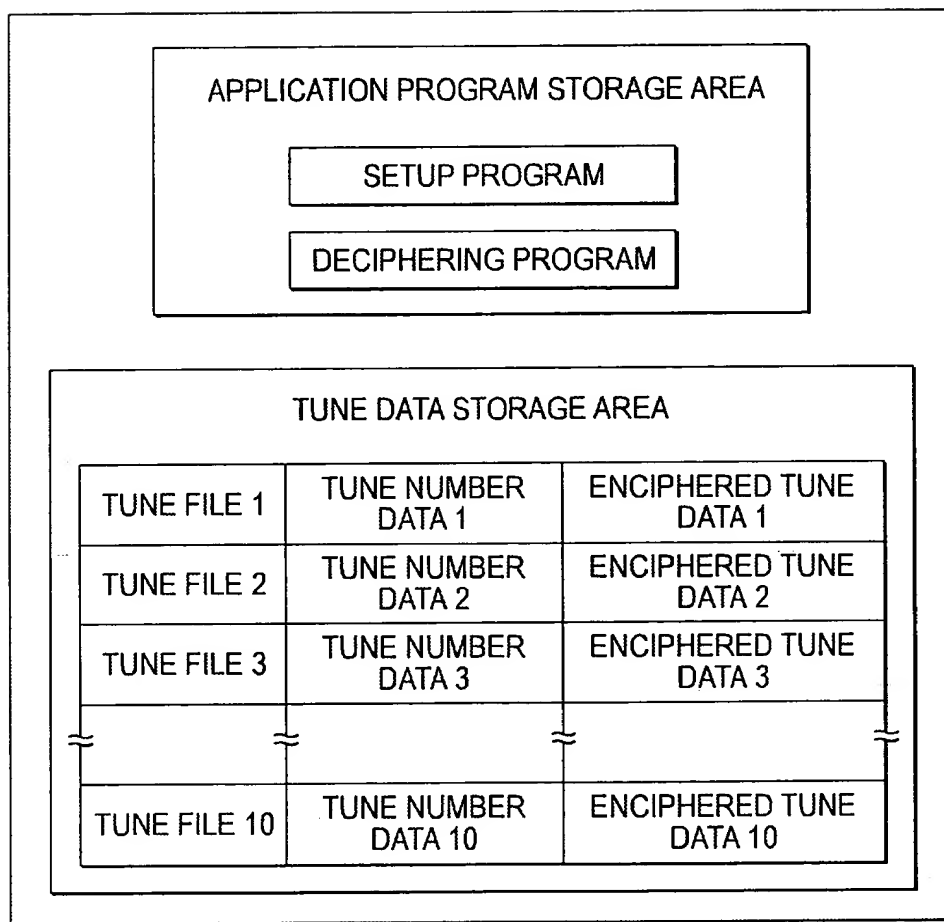 APPLICATION PROGRAM STORAGE AREA
SETUP PROGRAM
DECIPHERING PROGRAM
TUNE DATA STORAGE AREA
TUNE FILE 1
TUNE NUMBER
DATA 1
ENCIPHERED TUNE
DATA 1
TUNE FILE 2
TUNE NUMBER
DATA 2
ENCIPHERED TUNE
DATA 2
TUNE FILE 3
TUNE NUMBER
DATA 3
ENCIPHERED TUNE
DATA 3
TUNE FILE 10
TUNE NUMBER
DATA 10
ENCIPHERED TUNE
DATA 10